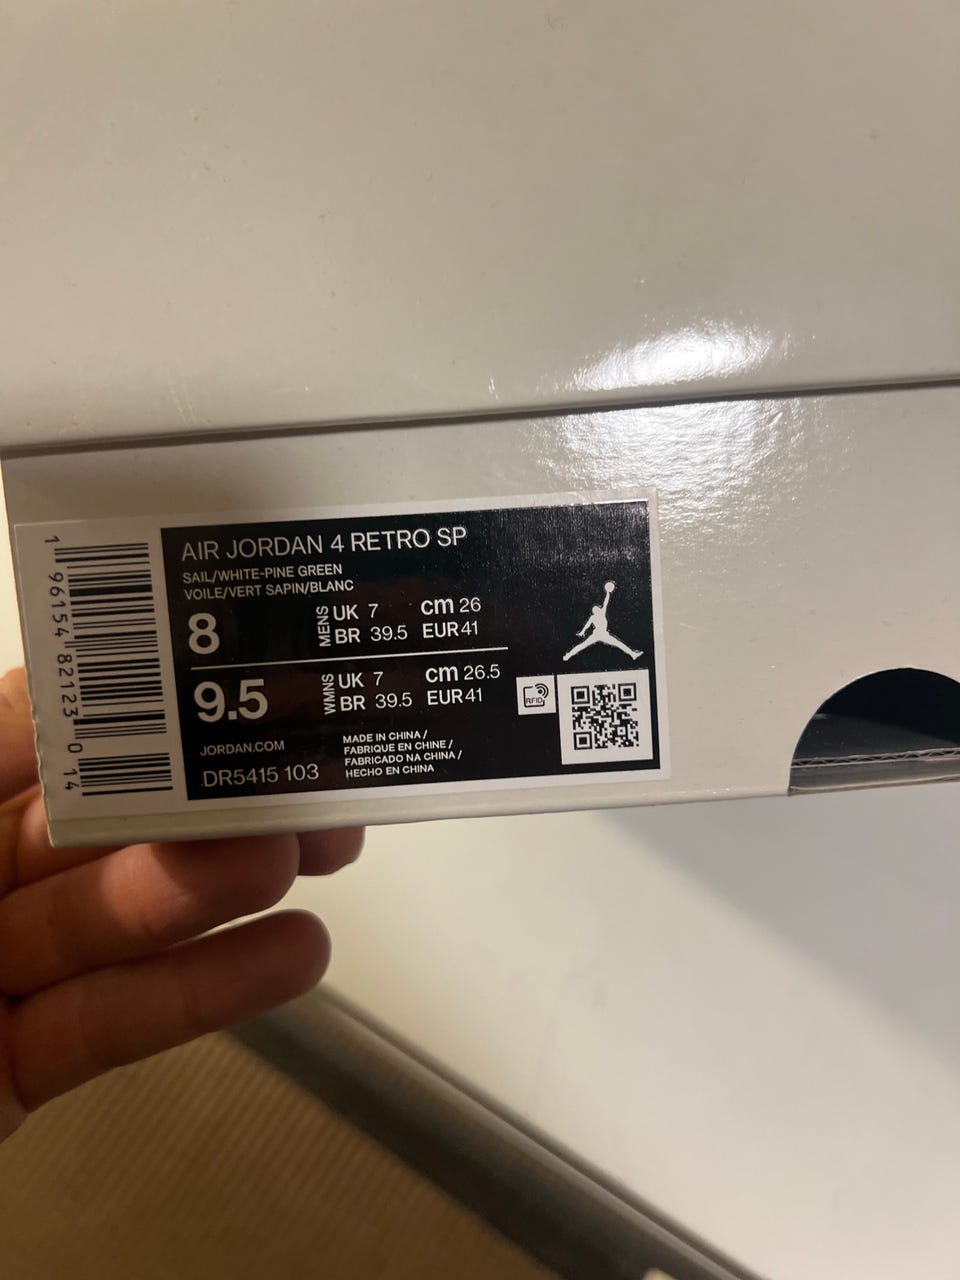 AIR JORDAN 4 RETRO SP
SAIL/WHITE-PINE GREEN
VOILE/VERT SAPIN/BLANC
8 MENS UK 7 cm 26
BR 39.5 EUR 41
9.5 WMNS UK 7 cm 26.5
BR 39.5 EUR 41
RFID
JORDAN.COM
DR5415 103
MADE IN CHINA /
FABRIQUE EN CHINE /
FABRICADO NA CHINA /
HECHO EN CHINA
1 96154 82123 0 14